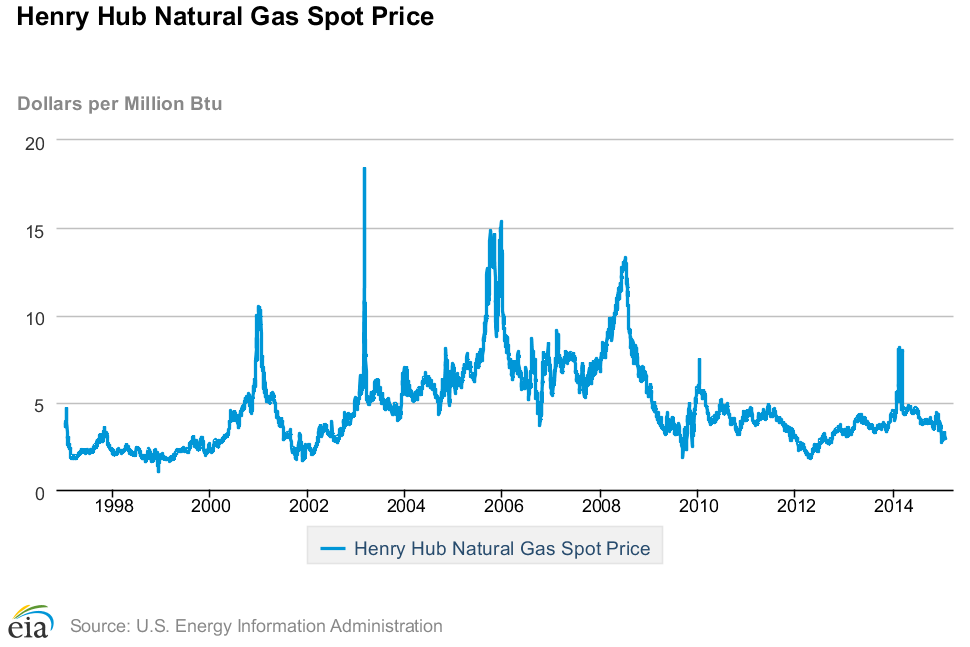 Henry Hub Natural Gas Spot Price
Dollars per Million Btu
20
15
10
5
0
1998 2000 2002 2004 2006 2008 2010 2012 2014
Henry Hub Natural Gas Spot Price
eia Source: U.S. Energy Information Administration